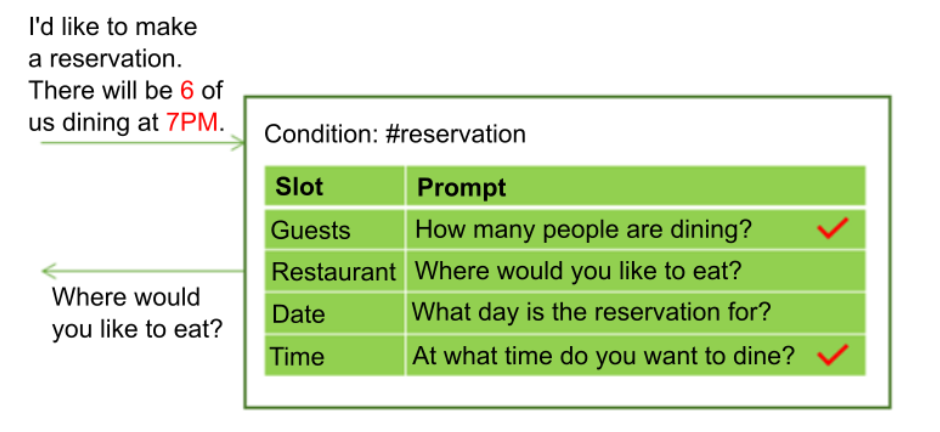 I'd like to make
a reservation.
There will be 6 of
us dining at 7PM.
Condition: #reservation
Slot Prompt
Guests How many people are dining?
Restaurant Where would you like to eat?
Date What day is the reservation for?
Time At what time do you want to dine?
Where would
you like to eat?